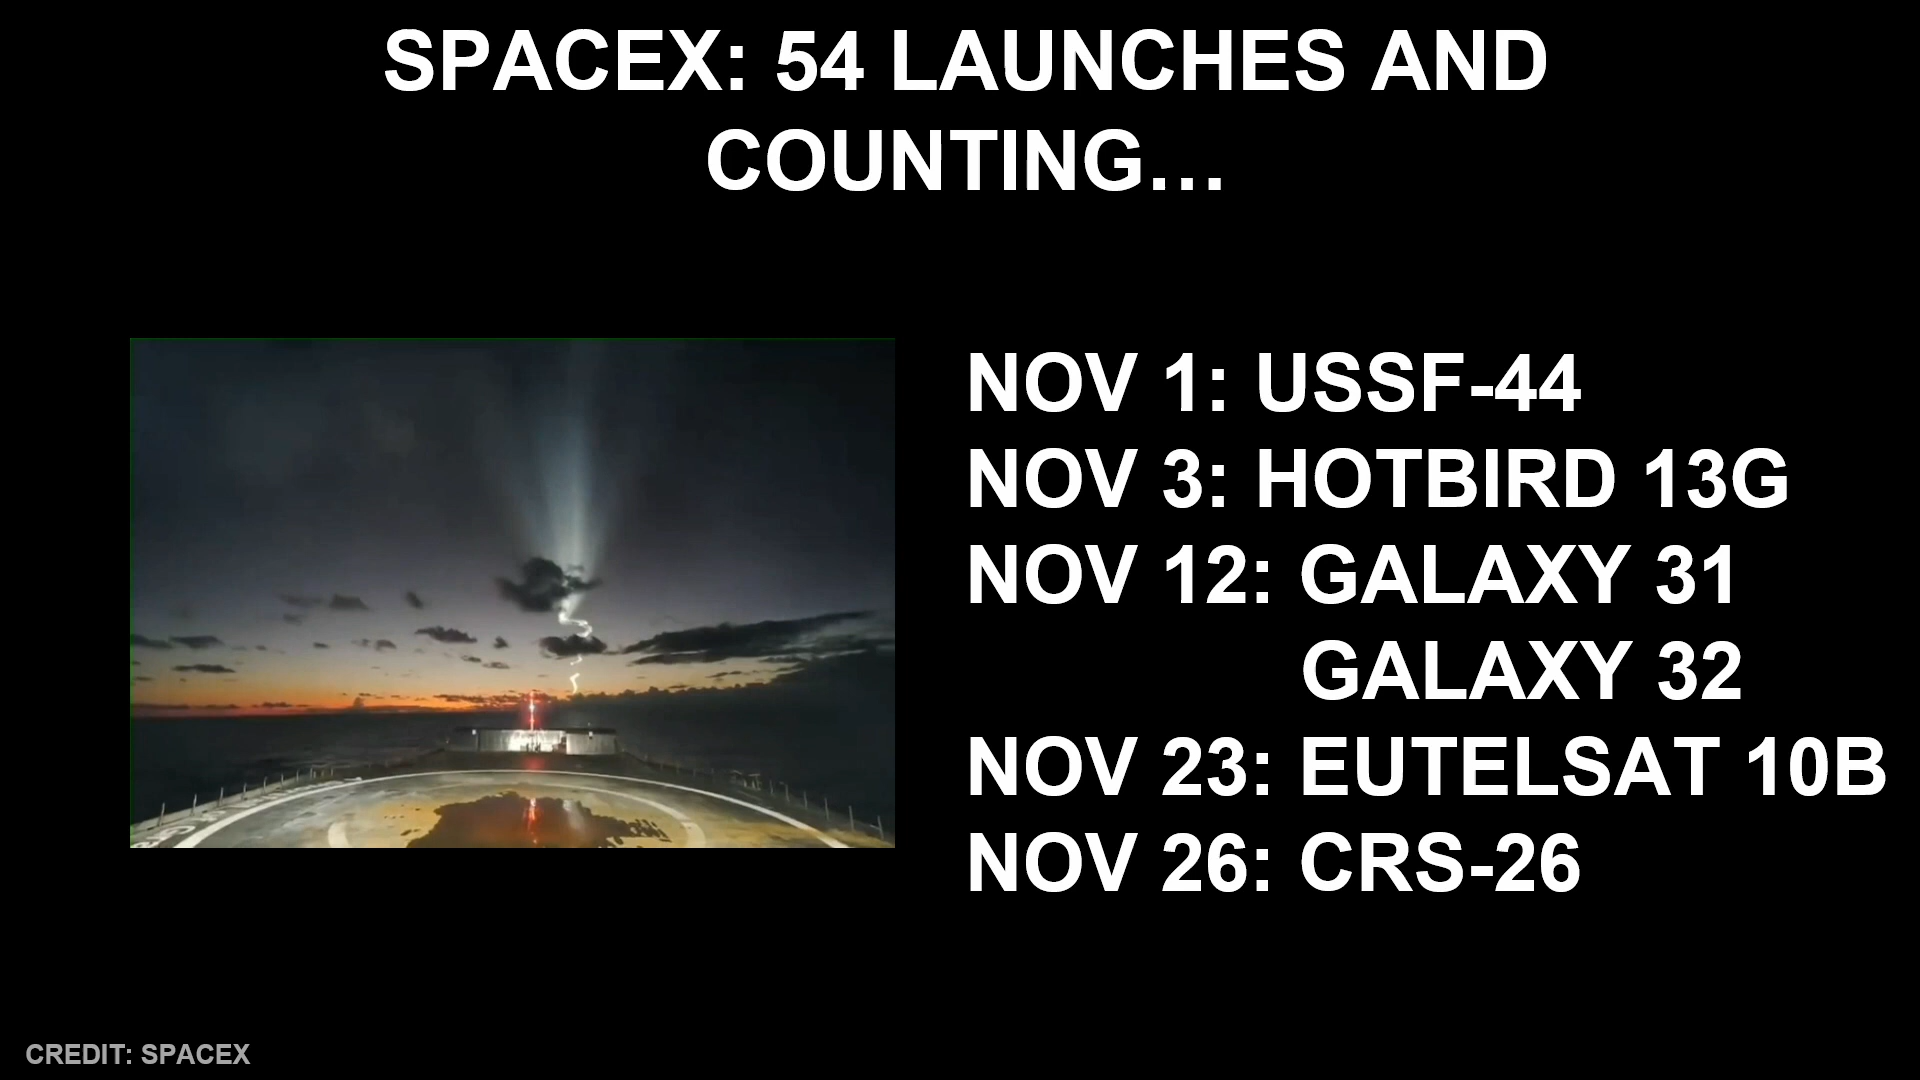 SPACEX: 54 LAUNCHES AND
COUNTING…
NOV 1: USSF-44
NOV 3: HOTBIRD 13G
NOV 12: GALAXY 31
GALAXY 32
NOV 23: EUTELSAT 10B
NOV 26: CRS-26
CREDIT: SPACEX